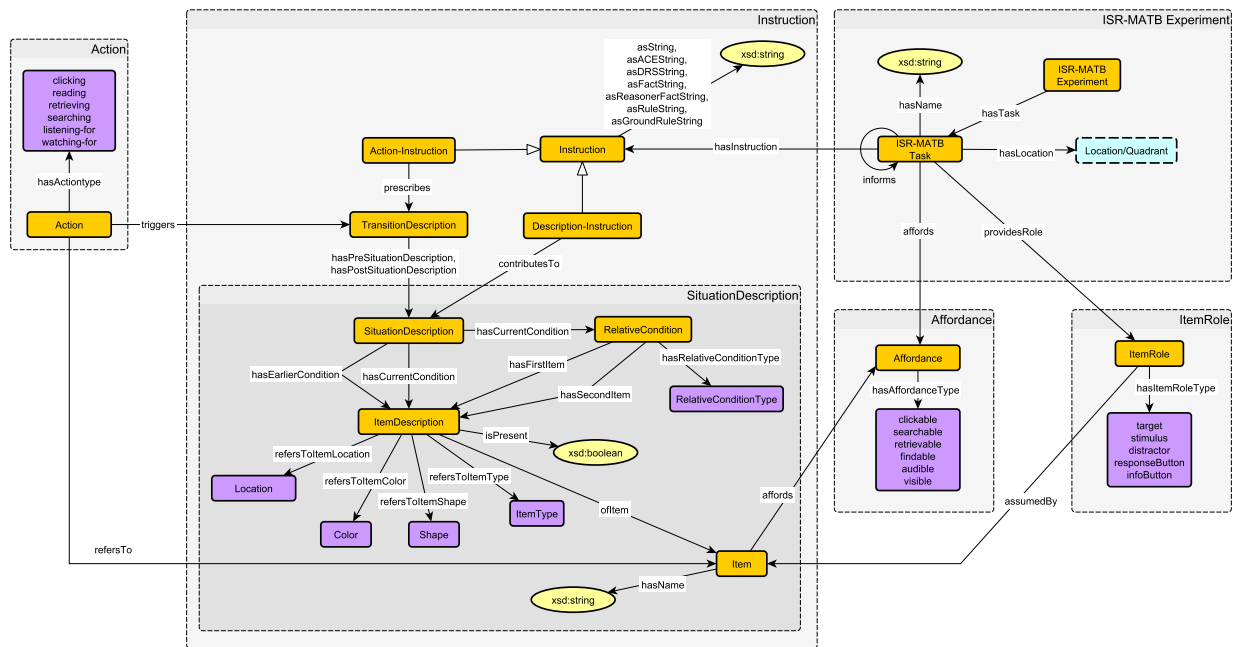 Action
clicking
reading
retrieving
searching
listening-for
watching-for
hasActiontype
Action
triggers
refersTo
Instruction
asString,
asACEString,
asDRSString,
asFactString,
asReasonerFactString,
asRuleString,
asGroundRuleString
xsd:string
Action-Instruction
Instruction
hasInstruction
prescribes
TransitionDescription
Description-Instruction
hasPreSituationDescription,
hasPostSituationDescription
contributesTo
SituationDescription
SituationDescription
hasCurrentCondition
RelativeCondition
hasEarlierCondition
hasCurrentCondition
hasFirstItem
hasSecondItem
hasRelativeConditionType
RelativeConditionType
ItemDescription
isPresent
xsd:boolean
refersToItemLocation
refersToItemColor
refersToItemShape
refersToItemType
ofItem
Location
Color
Shape
ItemType
Item
hasName
xsd:string
affords
ISR-MATB Experiment
xsd:string
ISR-MATB
Experiment
hasName
hasTask
ISR-MATB
Task
hasLocation
Location/Quadrant
informs
affords
providesRole
Affordance
Affordance
hasAffordanceType
clickable
searchable
retrievable
findable
audible
visible
ItemRole
ItemRole
hasItemRoleType
target
stimulus
distractor
responseButton
infoButton
assumedBy